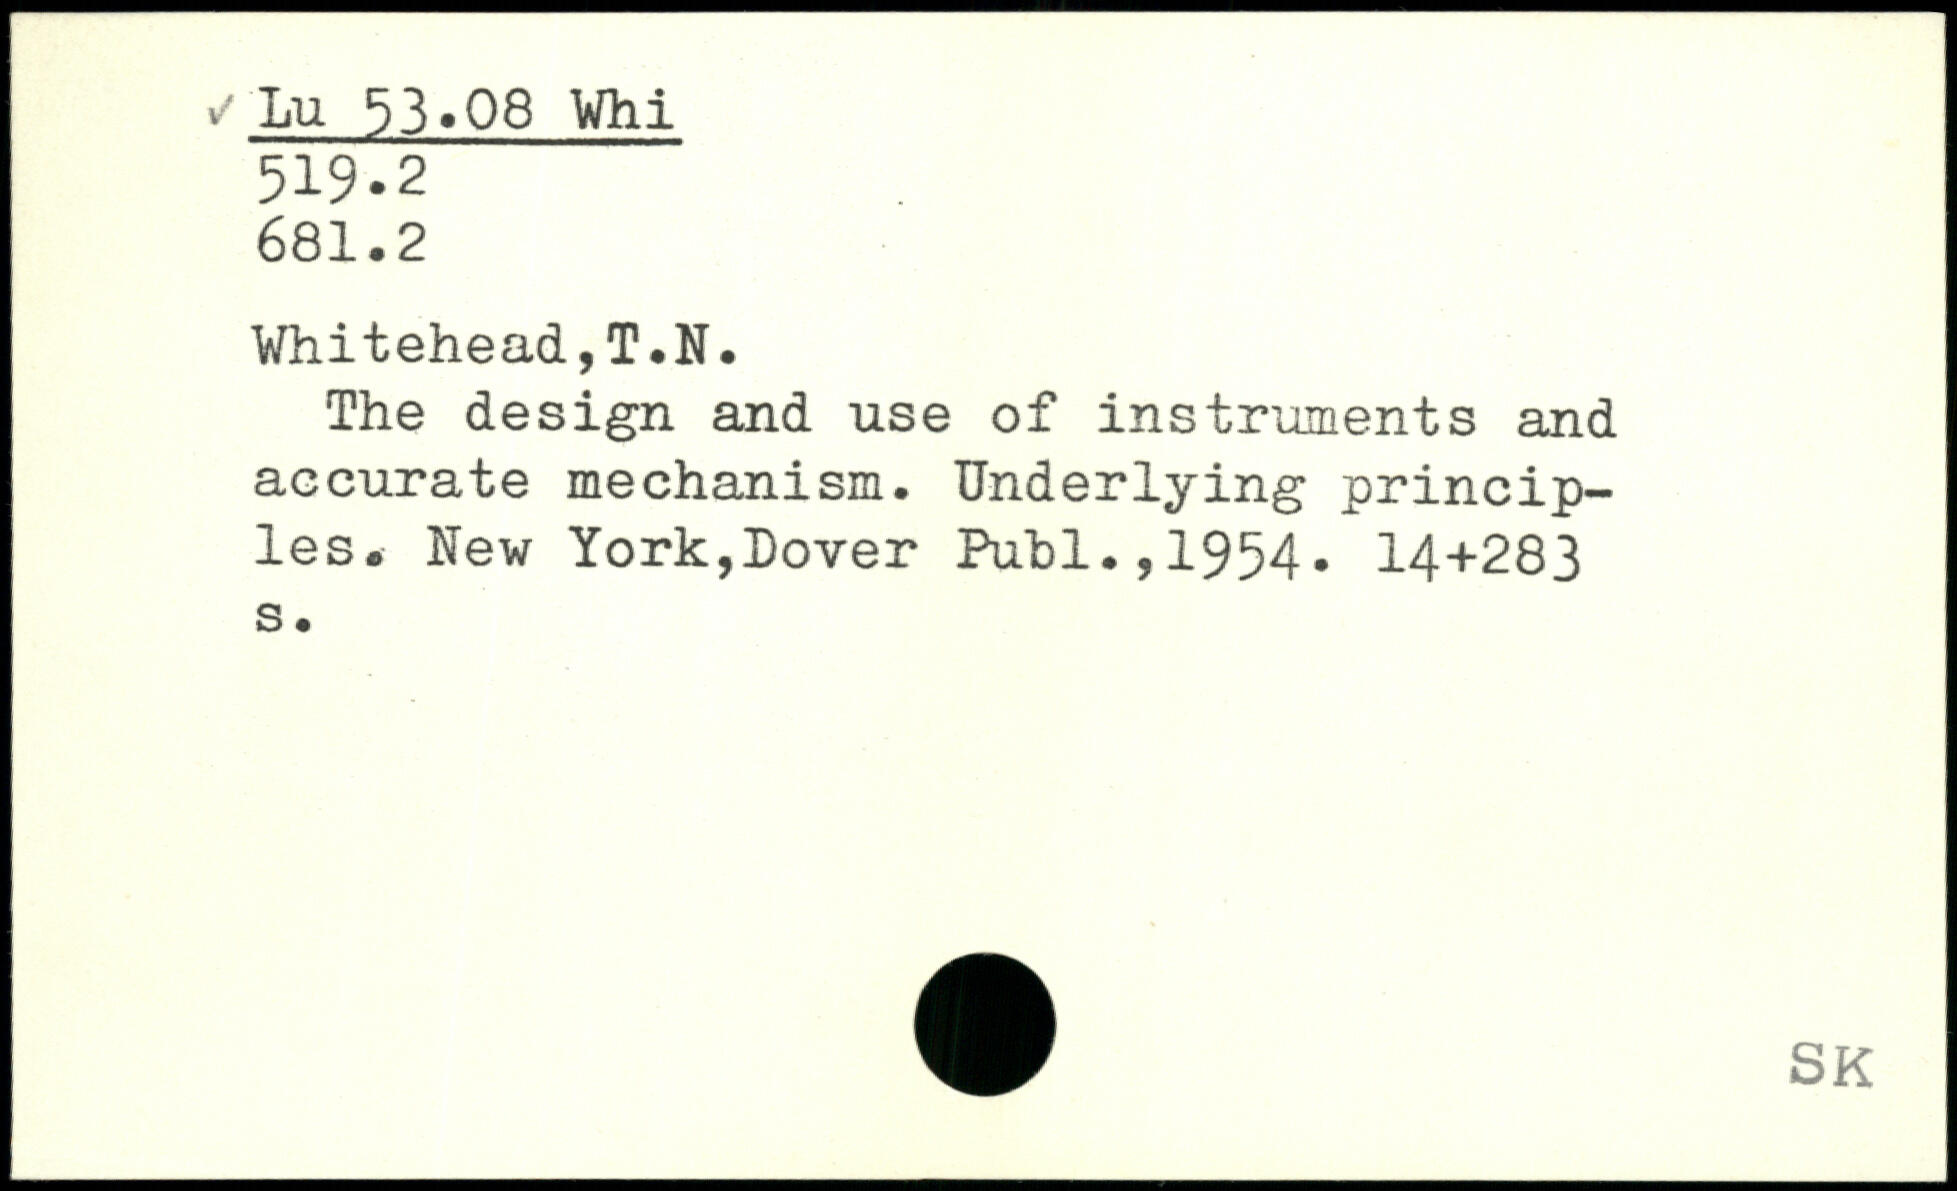 ✓ Lu 53.08 Whi
519.2
681.2
Whitehead,T.N.
The design and use of instruments and
accurate mechanism. Underlying princip-
les. New York,Dover Publ.,1954. 14+283
s.
SK